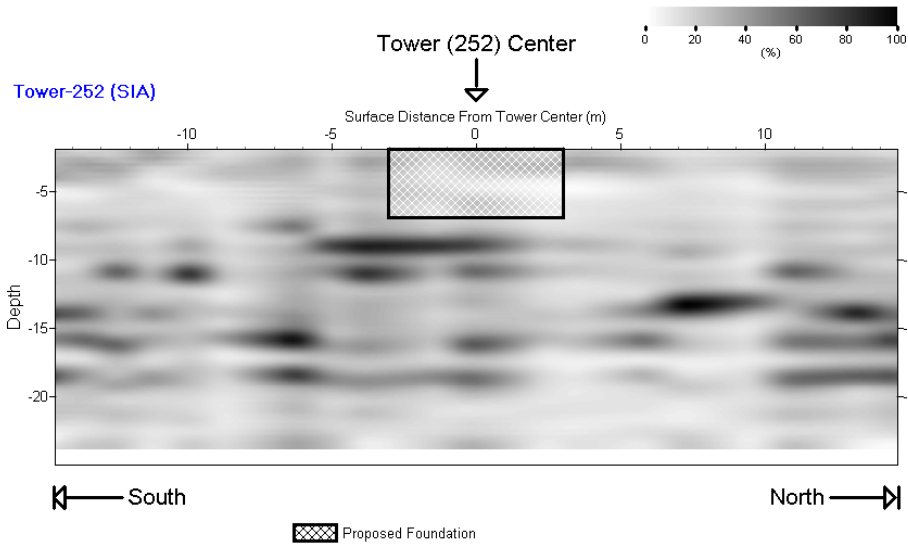 0 20 40 60 80 100
(%)
Tower (252) Center
Tower-252 (SIA)
Surface Distance From Tower Center (m)
-10 -5 0 5 10
-5
-10
-15
-20
Depth
South North
Proposed Foundation